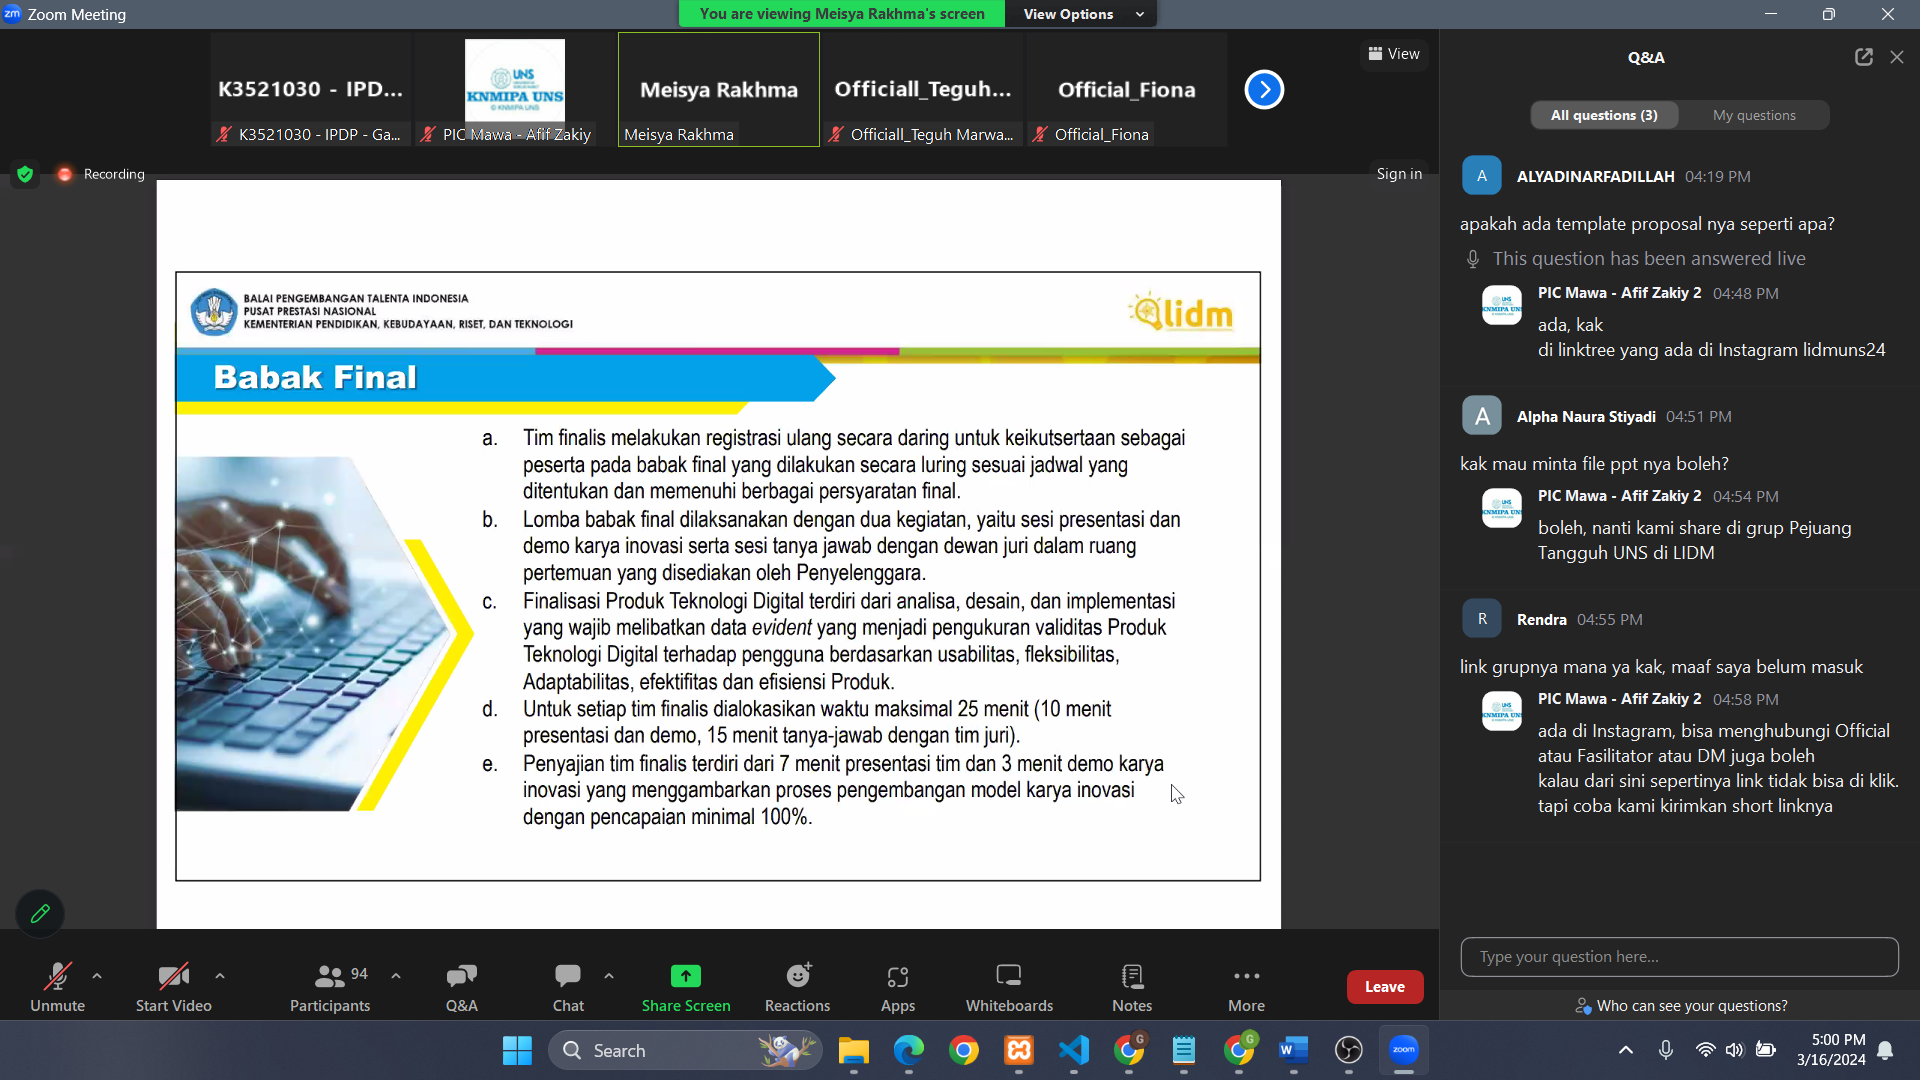 zm Zoom Meeting
You are viewing Meisya Rakhma's screen
View Options
K3521030 - IPD...
UNS
KNMIPA UNS
© KNMIPA UNS
Meisya Rakhma
Officiall_Teguh...
Official_Fiona
View
K3521030 - IPDP - Ga...
PIC Mawa - Afif Zakiy
Meisya Rakhma
Officiall_Teguh Marwa...
Official_Fiona
Recording
Sign in
BALAI PENGEMBANGAN TALENTA INDONESIA
PUSAT PRESTASI NASIONAL
KEMENTERIAN PENDIDIKAN, KEBUDAYAAN, RISET, DAN TEKNOLOGI
lidm
Babak Final
a. Tim finalis melakukan registrasi ulang secara daring untuk keikutsertaan sebagai
peserta pada babak final yang dilakukan secara luring sesuai jadwal yang
ditentukan dan memenuhi berbagai persyaratan final.
b. Lomba babak final dilaksanakan dengan dua kegiatan, yaitu sesi presentasi dan
demo karya inovasi serta sesi tanya jawab dengan dewan juri dalam ruang
pertemuan yang disediakan oleh Penyelenggara.
c. Finalisasi Produk Teknologi Digital terdiri dari analisa, desain, dan implementasi
yang wajib melibatkan data evident yang menjadi pengukuran validitas Produk
Teknologi Digital terhadap pengguna berdasarkan usabilitas, fleksibilitas,
Adaptabilitas, efektifitas dan efisiensi Produk.
d. Untuk setiap tim finalis dialokasikan waktu maksimal 25 menit (10 menit
presentasi dan demo, 15 menit tanya-jawab dengan tim juri).
e. Penyajian tim finalis terdiri dari 7 menit presentasi tim dan 3 menit demo karya
inovasi yang menggambarkan proses pengembangan model karya inovasi
dengan pencapaian minimal 100%.
Q&A
All questions (3)
My questions
A ALYADINARFADILLAH 04:19 PM
apakah ada template proposal nya seperti apa?
This question has been answered live
PIC Mawa - Afif Zakiy 2 04:48 PM
ada, kak
di linktree yang ada di Instagram lidmuns24
A Alpha Naura Stiyadi 04:51 PM
kak mau minta file ppt nya boleh?
PIC Mawa - Afif Zakiy 2 04:54 PM
boleh, nanti kami share di grup Pejuang
Tangguh UNS di LIDM
R Rendra 04:55 PM
link grupnya mana ya kak, maaf saya belum masuk
PIC Mawa - Afif Zakiy 2 04:58 PM
ada di Instagram, bisa menghubungi Official
atau Fasilitator atau DM juga boleh
kalau dari sini sepertinya link tidak bisa di klik.
tapi coba kami kirimkan short linknya
Type your question here...
Who can see your questions?
Unmute
Start Video
94
Participants
Q&A
Chat
Share Screen
Reactions
Apps
Whiteboards
Notes
More
Leave
Search
G
G
W
zoom
5:00 PM
3/16/2024